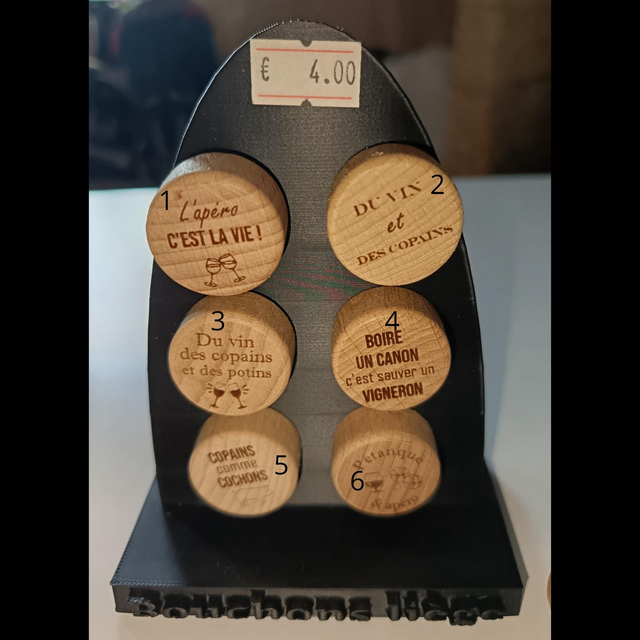 € 4.00
1
L'apéro
C'EST LA VIE !
2
DU VIN
et
DES COPAINS
3
Du vin
des copains
et des potins
4
BOIRE
UN CANON
c'est sauver un
VIGNERON
5
COPAINS
comme
COCHONS
6
Pétanque
& apéro
Bouchons liège